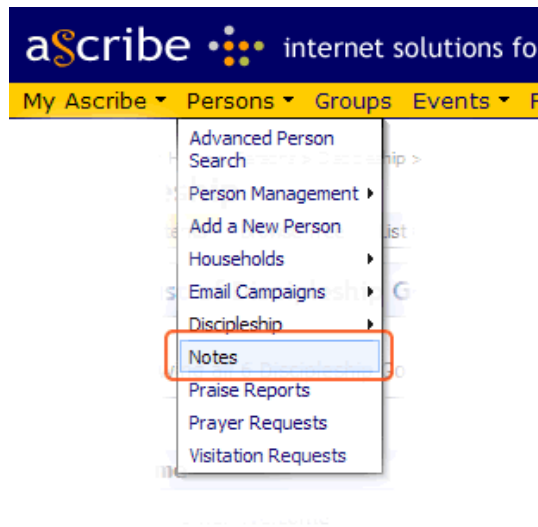 aScribe internet solutions fo
My Ascribe Persons Groups Events
Advanced Person
Search
Person Management
Add a New Person
Households
Email Campaigns
Discipleship
Notes
Praise Reports
Prayer Requests
Visitation Requests